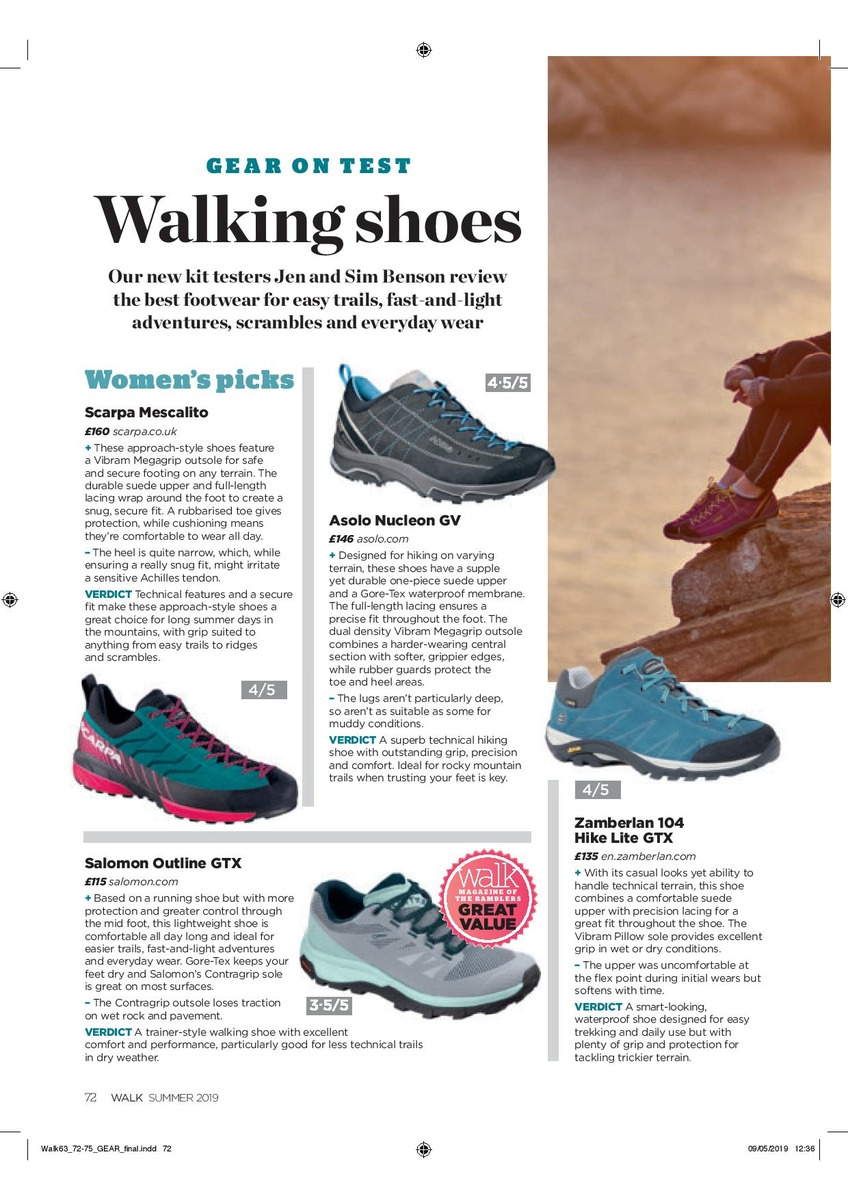 GEAR ON TEST
Walking shoes
Our new kit testers Jen and Sim Benson review
the best footwear for easy trails, fast-and-light
adventures, scrambles and everyday wear
Women's picks
Scarpa Mescalito
£160 scarpa.co.uk
+ These approach-style shoes feature
a Vibram Megagrip outsole for safe
and secure footing on any terrain. The
durable suede upper and full-length
lacing wrap around the foot to create a
snug, secure fit. A rubbarised toe gives
protection, while cushioning means
they're comfortable to wear all day.
– The heel is quite narrow, which, while
ensuring a really snug fit, might irritate
a sensitive Achilles tendon.
VERDICT Technical features and a secure
fit make these approach-style shoes a
great choice for long summer days in
the mountains, with grip suited to
anything from easy trails to ridges
and scrambles.
4/5
SCARPA
4·5/5
Asolo Nucleon GV
£146 asolo.com
+ Designed for hiking on varying
terrain, these shoes have a supple
yet durable one-piece suede upper
and a Gore-Tex waterproof membrane.
The full-length lacing ensures a
precise fit throughout the foot. The
dual density Vibram Megagrip outsole
combines a harder-wearing central
section with softer, grippier edges,
while rubber guards protect the
toe and heel areas.
– The lugs aren't particularly deep,
so aren't as suitable as some for
muddy conditions.
VERDICT A superb technical hiking
shoe with outstanding grip, precision
and comfort. Ideal for rocky mountain
trails when trusting your feet is key.
Salomon Outline GTX
£115 salomon.com
+ Based on a running shoe but with more
protection and greater control through
the mid foot, this lightweight shoe is
comfortable all day long and ideal for
easier trails, fast-and-light adventures
and everyday wear. Gore-Tex keeps your
feet dry and Salomon's Contragrip sole
is great on most surfaces.
– The Contragrip outsole loses traction
on wet rock and pavement.
VERDICT A trainer-style walking shoe with excellent
comfort and performance, particularly good for less technical trails
in dry weather.
3·5/5
walk
MAGAZINE OF
THE RAMBLERS
GREAT
VALUE
4/5
Zamberlan 104
Hike Lite GTX
£135 en.zamberlan.com
+ With its casual looks yet ability to
handle technical terrain, this shoe
combines a comfortable suede
upper with precision lacing for a
great fit throughout the shoe. The
Vibram Pillow sole provides excellent
grip in wet or dry conditions.
– The upper was uncomfortable at
the flex point during initial wears but
softens with time.
VERDICT A smart-looking,
waterproof shoe designed for easy
trekking and daily use but with
plenty of grip and protection for
tackling trickier terrain.
72 WALK SUMMER 2019
Walk63_72-75_GEAR_final.indd 72
09/05/2019 12:36